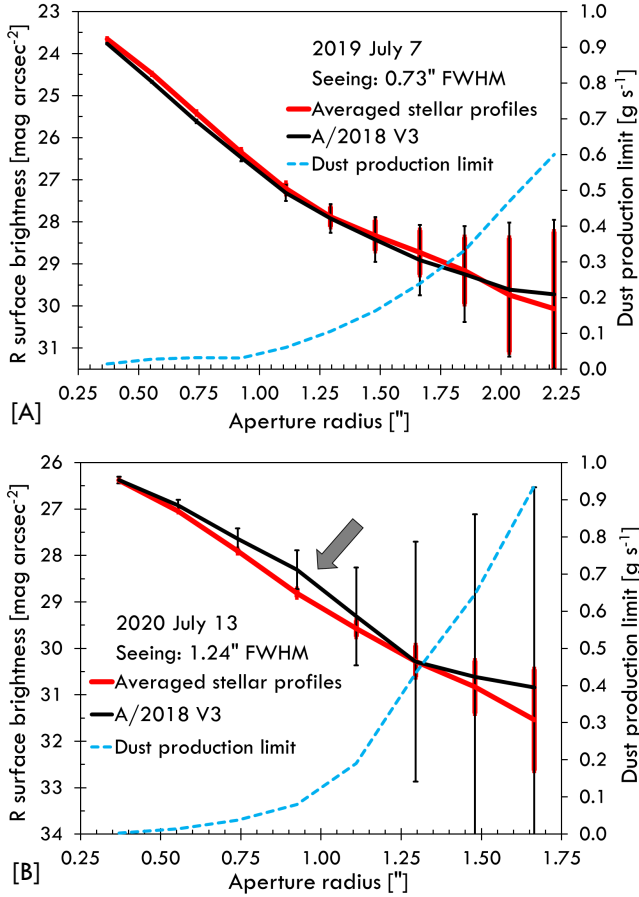 23
24
25
26
27
28
29
30
31
R surface brightness [mag arcsec-2]
2019 July 7
Seeing: 0.73" FWHM
Averaged stellar profiles
A/2018 V3
Dust production limit
1.0
0.9
0.8
0.7
0.6
0.5
0.4
0.3
0.2
0.1
0.0
Dust production limit [g s-1]
0.25 0.50 0.75 1.00 1.25 1.50 1.75 2.00 2.25
Aperture radius ["]
[A]
26
27
28
29
30
31
32
33
34
R surface brightness [mag arcsec-2]
2020 July 13
Seeing: 1.24" FWHM
Averaged stellar profiles
A/2018 V3
Dust production limit
1.0
0.9
0.8
0.7
0.6
0.5
0.4
0.3
0.2
0.1
0.0
Dust production limit [g s-1]
0.25 0.50 0.75 1.00 1.25 1.50 1.75
Aperture radius ["]
[B]